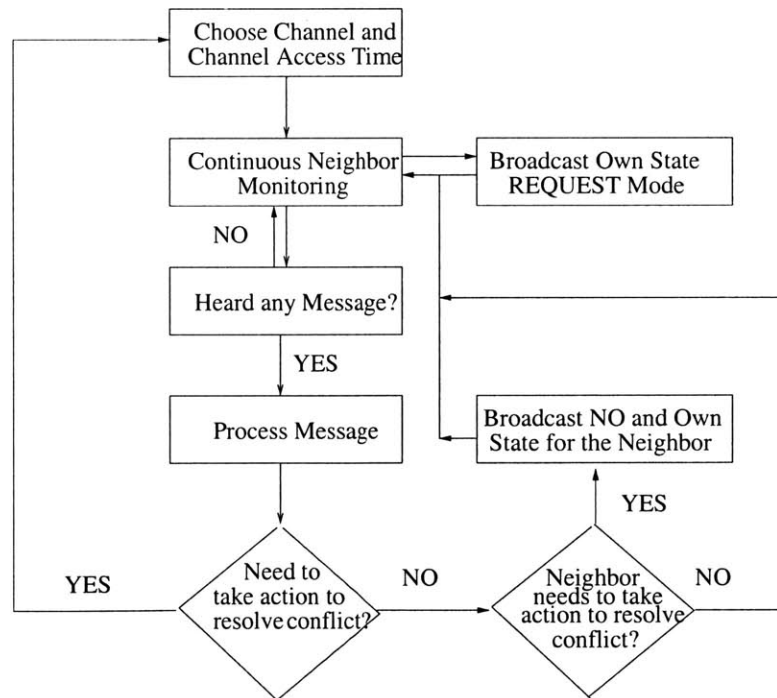 Choose Channel and
Channel Access Time
Continuous Neighbor
Monitoring
Broadcast Own State
REQUEST Mode
NO
Heard any Message?
YES
Process Message
Broadcast NO and Own
State for the Neighbor
YES
YES
Need to
take action to
resolve conflict?
NO
Neighbor
needs to take
action to resolve
conflict?
NO